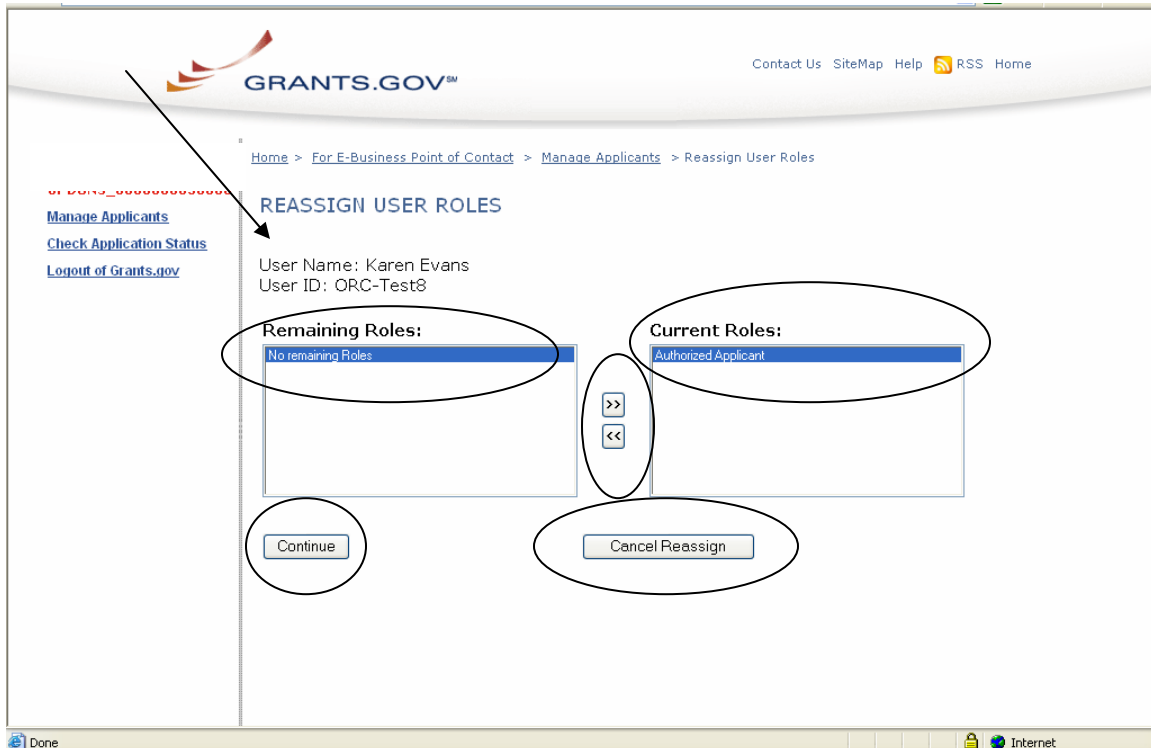 GRANTS.GOV℠
Contact Us SiteMap Help RSS Home
Home > For E-Business Point of Contact > Manage Applicants > Reassign User Roles
Manage Applicants
Check Application Status
Logout of Grants.gov
REASSIGN USER ROLES
User Name: Karen Evans
User ID: ORC-Test8
Remaining Roles:
No remaining Roles
>>
<<
Current Roles:
Authorized Applicant
Continue
Cancel Reassign
Done
Internet